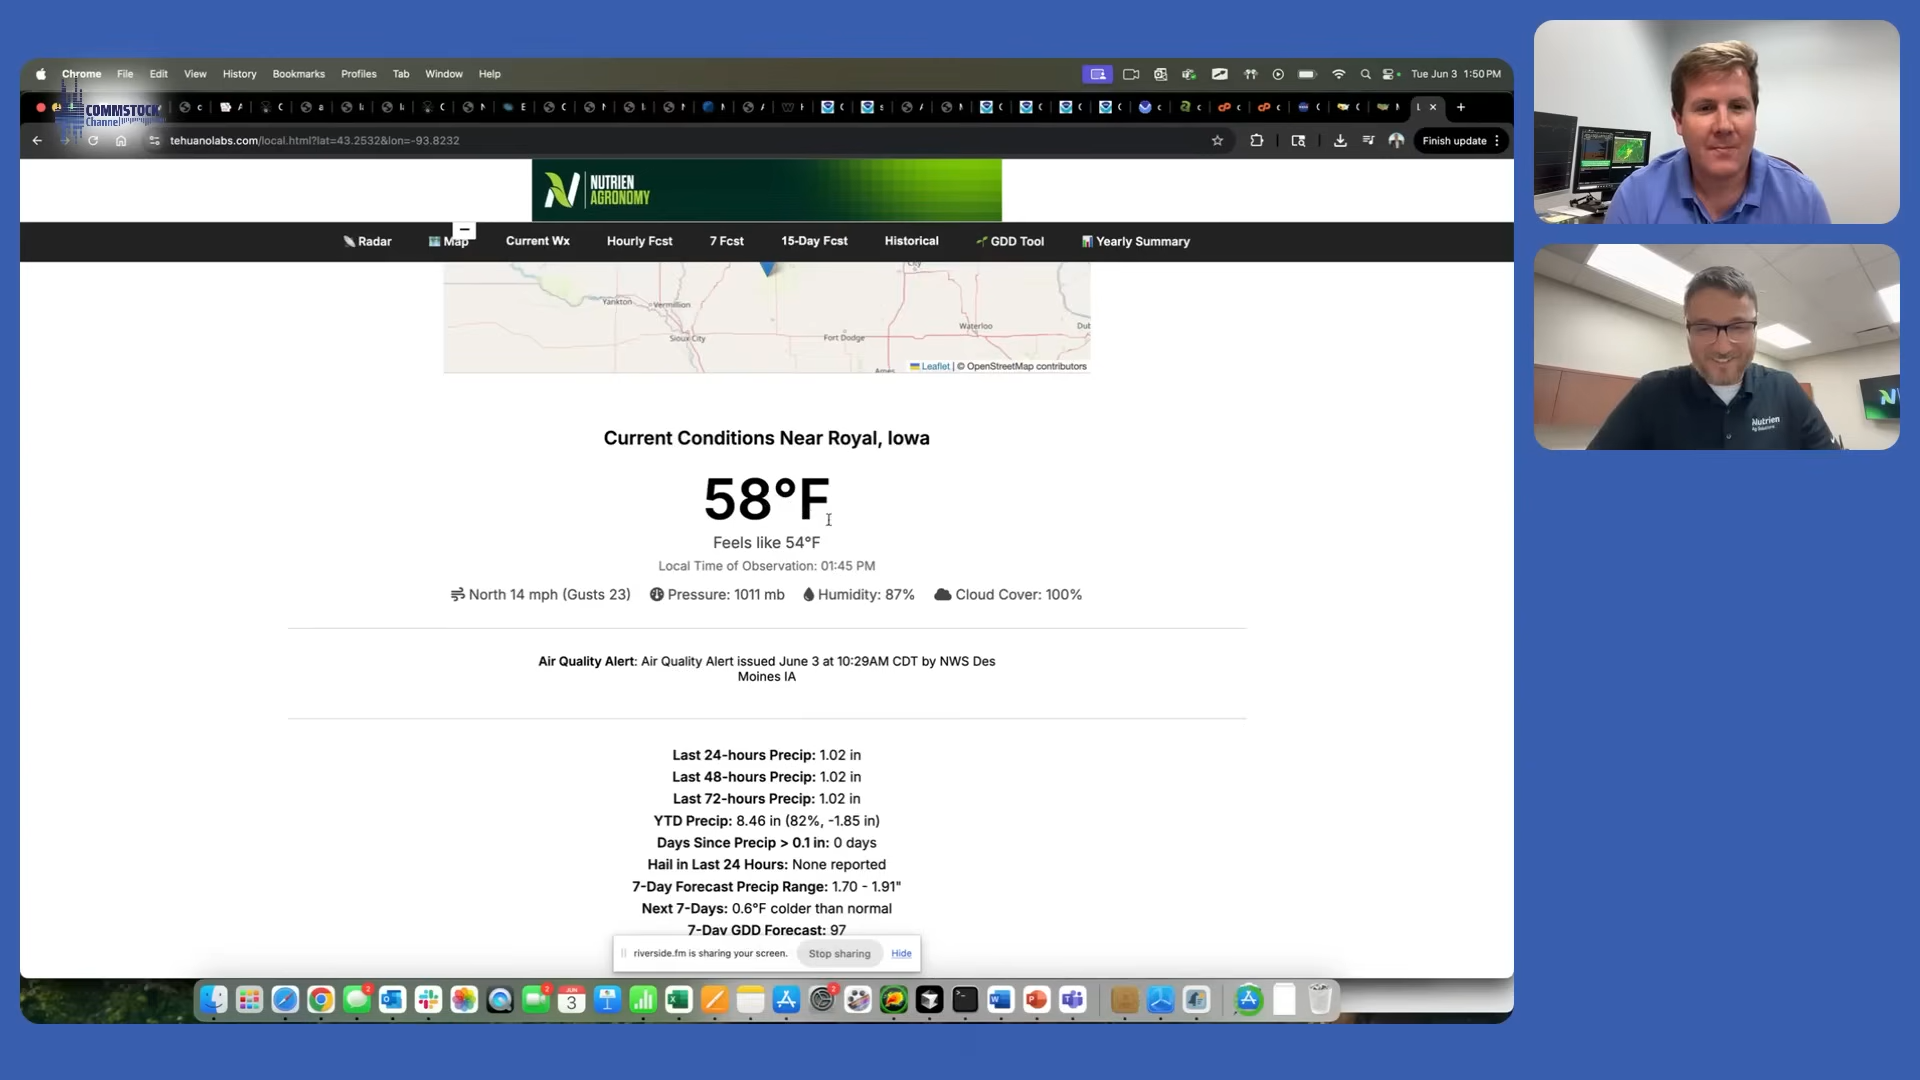 Chrome File Edit View History Bookmarks Profiles Tab Window Help
Tue Jun 3 1:50 PM
COMMSTOCK
Channel
tehuanolabs.com/local.html?lat=43.2532&lon=-93.8232
Finish update
NUTRIEN
AGRONOMY
Radar Map Current Wx Hourly Fcst 7 Fcst 15-Day Fcst Historical GDD Tool Yearly Summary
City
Yankton Vermillion
Waterloo Dub
Sioux City Fort Dodge
Ames
Leaflet | © OpenStreetMap contributors
Current Conditions Near Royal, Iowa
58°F
Feels like 54°F
Local Time of Observation: 01:45 PM
North 14 mph (Gusts 23) Pressure: 1011 mb Humidity: 87% Cloud Cover: 100%
Air Quality Alert: Air Quality Alert issued June 3 at 10:29AM CDT by NWS Des
Moines IA
Last 24-hours Precip: 1.02 in
Last 48-hours Precip: 1.02 in
Last 72-hours Precip: 1.02 in
YTD Precip: 8.46 in (82%, -1.85 in)
Days Since Precip > 0.1 in: 0 days
Hail in Last 24 Hours: None reported
7-Day Forecast Precip Range: 1.70 - 1.91"
Next 7-Days: 0.6°F colder than normal
7-Day GDD Forecast: 97
riverside.fm is sharing your screen. Stop sharing Hide
JUN
3
Nutrien
Ag Solutions